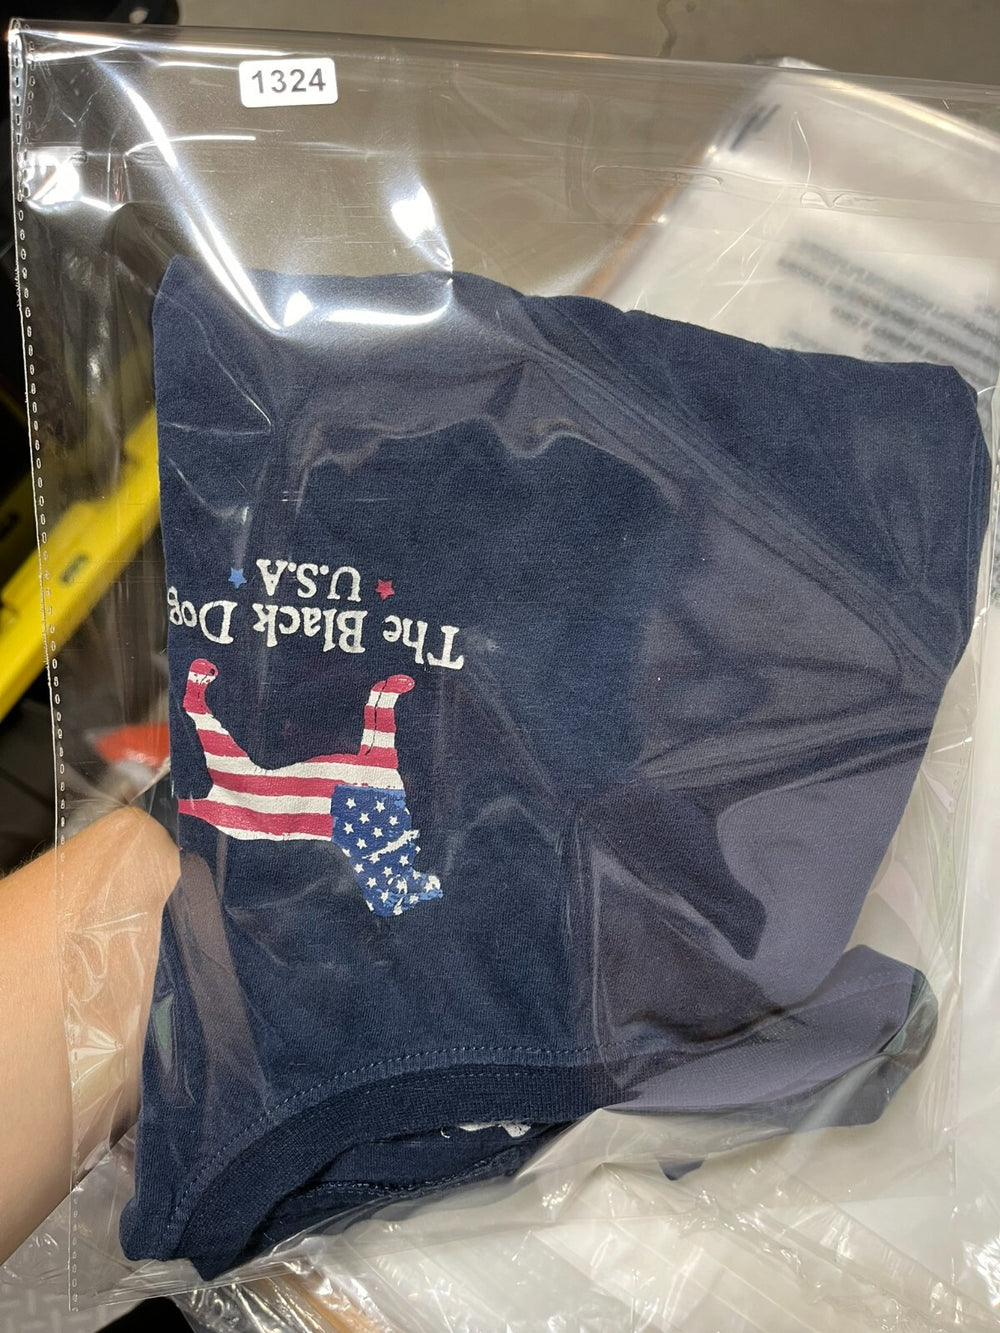 1324
The Black Dog
U.S.A